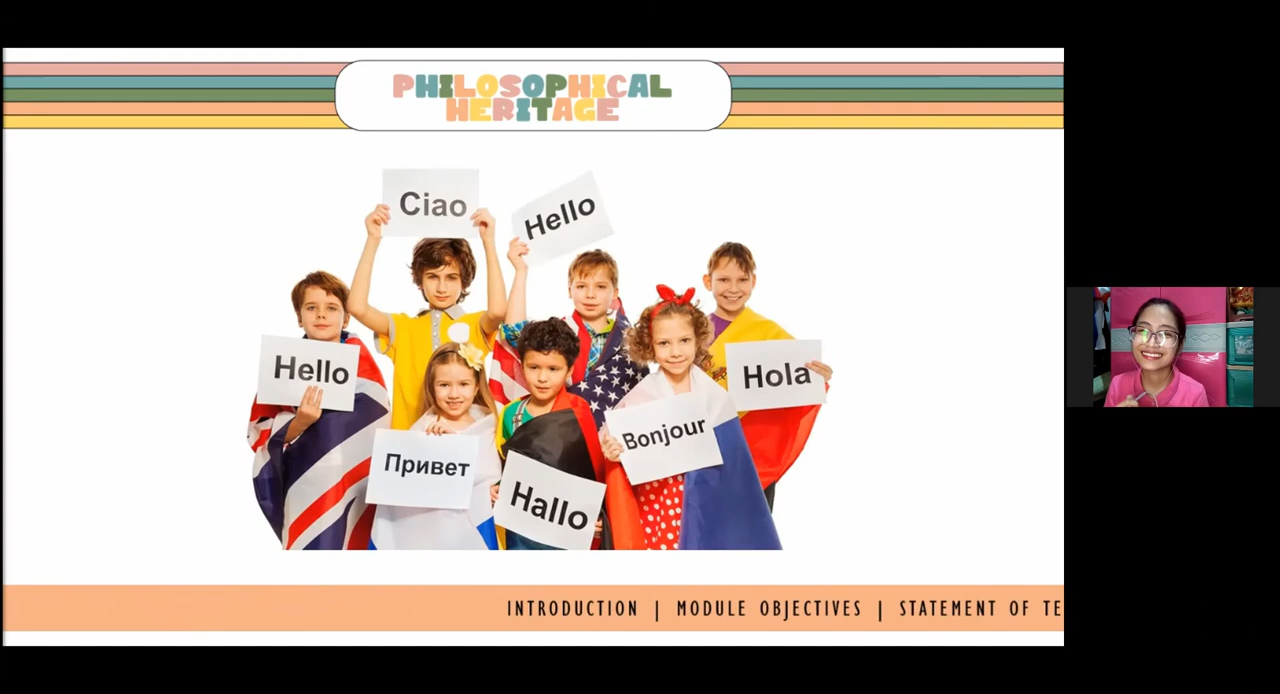 PHILOSOPHICAL
HERITAGE
Ciao
Hello
Hello
Hola
Bonjour
Привет
Hallo
INTRODUCTION | MODULE OBJECTIVES | STATEMENT OF TE